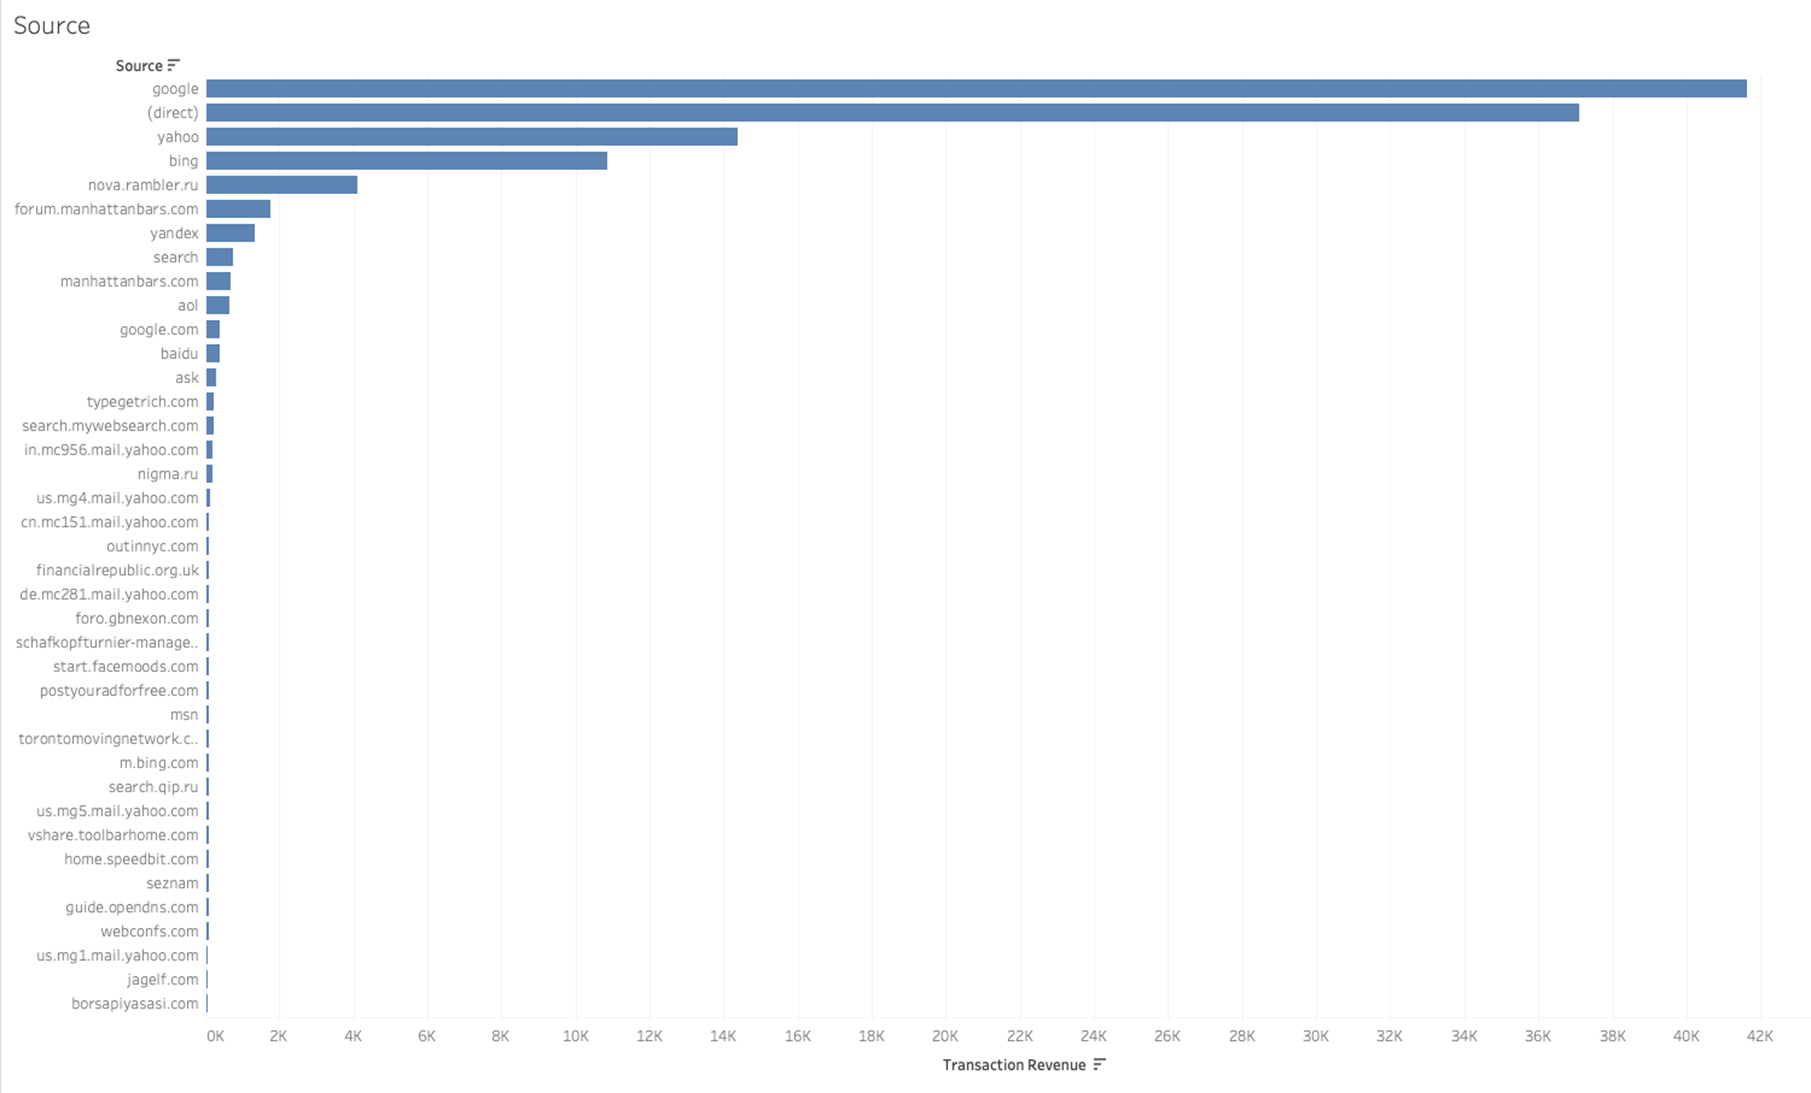 Source
Source
google
(direct)
yahoo
bing
nova.rambler.ru
forum.manhattanbars.com
yandex
search
manhattanbars.com
aol
google.com
baidu
ask
typegetrich.com
search.mywebsearch.com
in.mc956.mail.yahoo.com
nigma.ru
us.mg4.mail.yahoo.com
cn.mc151.mail.yahoo.com
outinnyc.com
financialrepublic.org.uk
de.mc281.mail.yahoo.com
foro.gbnexon.com
schafkopfturnier-manage..
start.facemoods.com
postyouradforfree.com
msn
torontomovingnetwork.c..
m.bing.com
search.qip.ru
us.mg5.mail.yahoo.com
vshare.toolbarhome.com
home.speedbit.com
seznam
guide.opendns.com
webconfs.com
us.mg1.mail.yahoo.com
jagelf.com
borsapiyasasi.com
0K 2K 4K 6K 8K 10K 12K 14K 16K 18K 20K 22K 24K 26K 28K 30K 32K 34K 36K 38K 40K 42K
Transaction Revenue